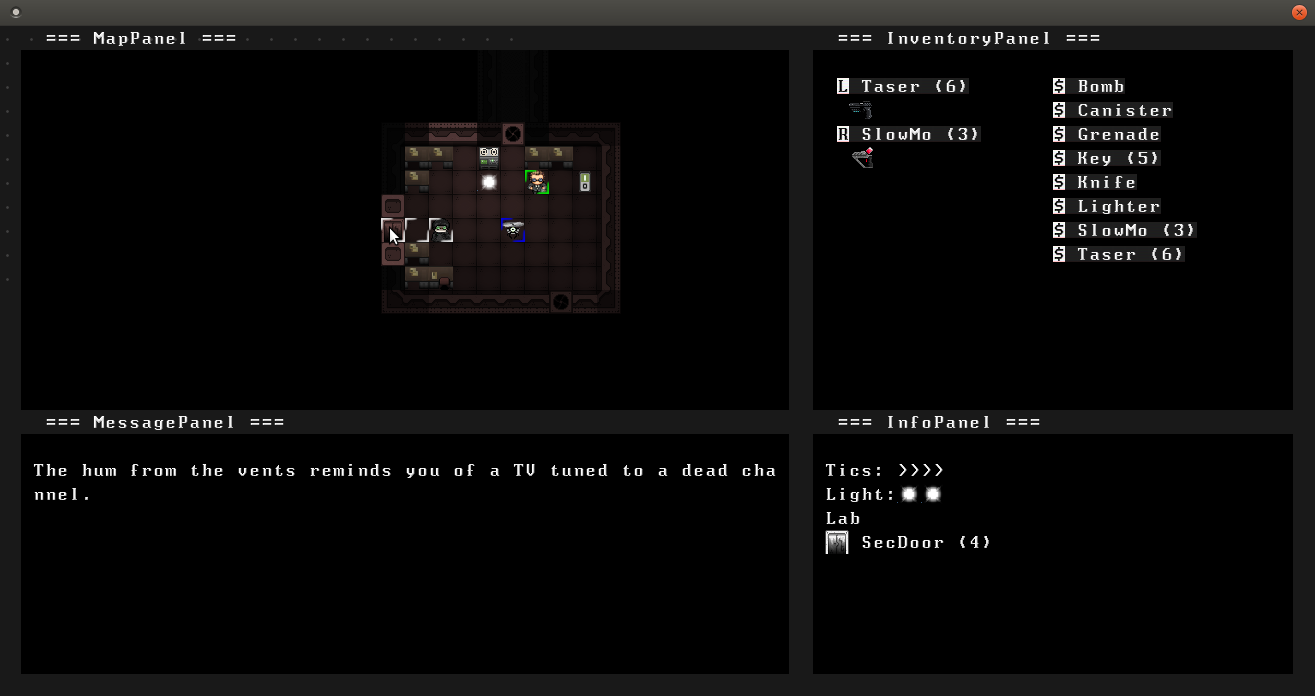 === MapPanel ===
=== InventoryPanel ===
L Taser (6)
R SlowMo (3)
$ Bomb
$ Canister
$ Grenade
$ Key (5)
$ Knife
$ Lighter
$ SlowMo (3)
$ Taser (6)
=== MessagePanel ===
The hum from the vents reminds you of a TV tuned to a dead cha
nnel.
=== InfoPanel ===
Tics: >>>>
Light:
Lab
SecDoor (4)